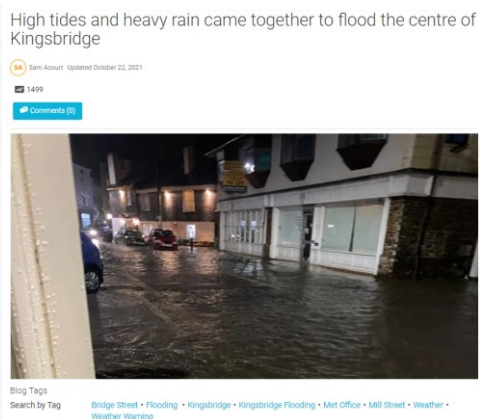 High tides and heavy rain came together to flood the centre of
Kingsbridge
SA Sam Acourt Updated October 22, 2021
1499
Comments (0)
Blog Tags
Search by Tag Bridge Street • Flooding • Kingsbridge • Kingsbridge Flooding • Met Office • Mill Street • Weather •
Weather Warning